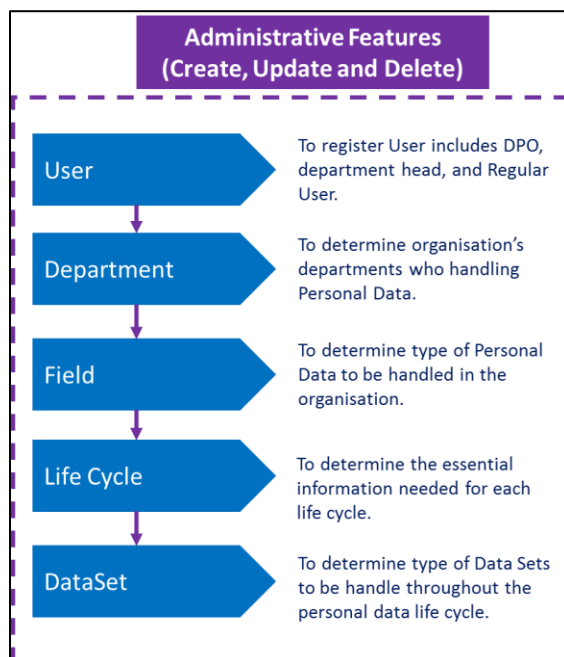 Administrative Features
(Create, Update and Delete)
User
To register User includes DPO,
department head, and Regular
User.
Department
To determine organisation's
departments who handling
Personal Data.
Field
To determine type of Personal
Data to be handled in the
organisation.
Life Cycle
To determine the essential
information needed for each
life cycle.
DataSet
To determine type of Data Sets
to be handle throughout the
personal data life cycle.